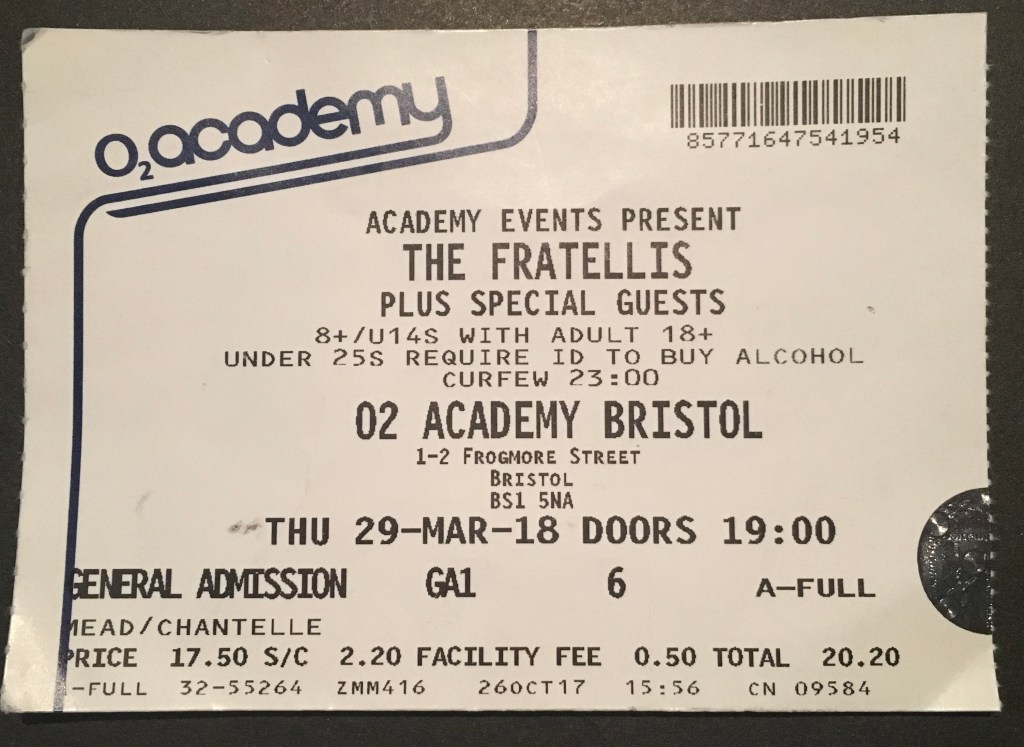 O2 academy
85771647541954
ACADEMY EVENTS PRESENT
THE FRATELLIS
PLUS SPECIAL GUESTS
8+/U14S WITH ADULT 18+
UNDER 25S REQUIRE ID TO BUY ALCOHOL
CURFEW 23:00
O2 ACADEMY BRISTOL
1-2 FROGMORE STREET
BRISTOL
BS1 5NA
THU 29-MAR-18 DOORS 19:00
GENERAL ADMISSION GA1 6 A-FULL
MEAD/CHANTELLE
PRICE 17.50 S/C 2.20 FACILITY FEE 0.50 TOTAL 20.20
-FULL 32-55264 ZMM416 26OCT17 15:56 CN 09584